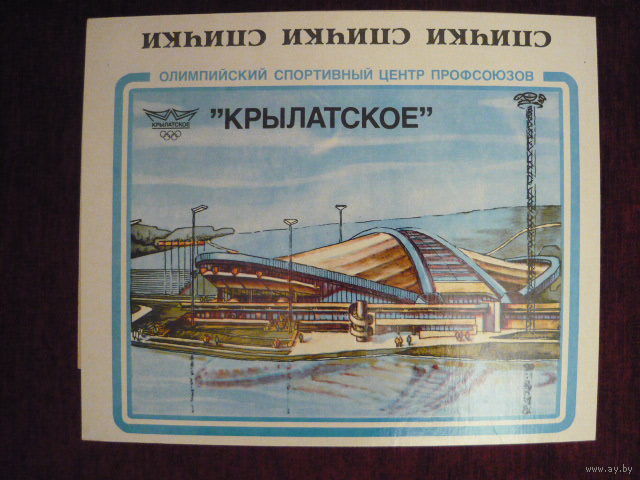 СПИЧКИ СПИЧКИ СПИЧКИ
ОЛИМПИЙСКИЙ СПОРТИВНЫЙ ЦЕНТР ПРОФСОЮЗОВ
КРЫЛАТСКОЕ
”КРЫЛАТСКОЕ”
© www.ay.by